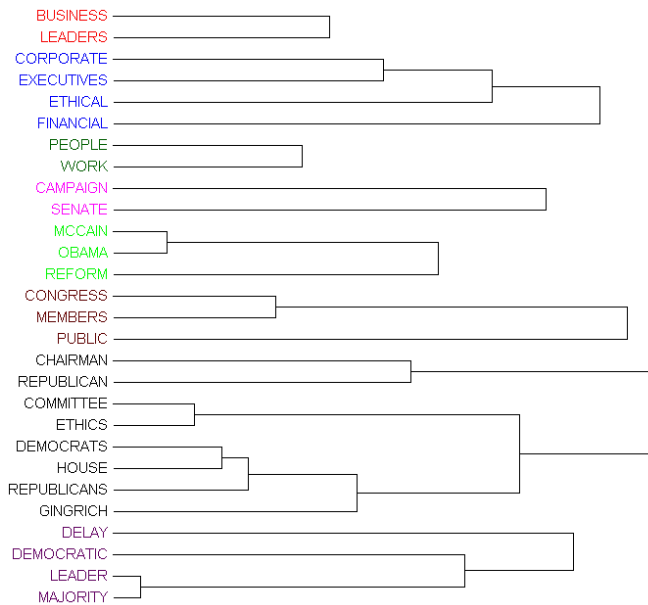 BUSINESS
LEADERS
CORPORATE
EXECUTIVES
ETHICAL
FINANCIAL
PEOPLE
WORK
CAMPAIGN
SENATE
MCCAIN
OBAMA
REFORM
CONGRESS
MEMBERS
PUBLIC
CHAIRMAN
REPUBLICAN
COMMITTEE
ETHICS
DEMOCRATS
HOUSE
REPUBLICANS
GINGRICH
DELAY
DEMOCRATIC
LEADER
MAJORITY